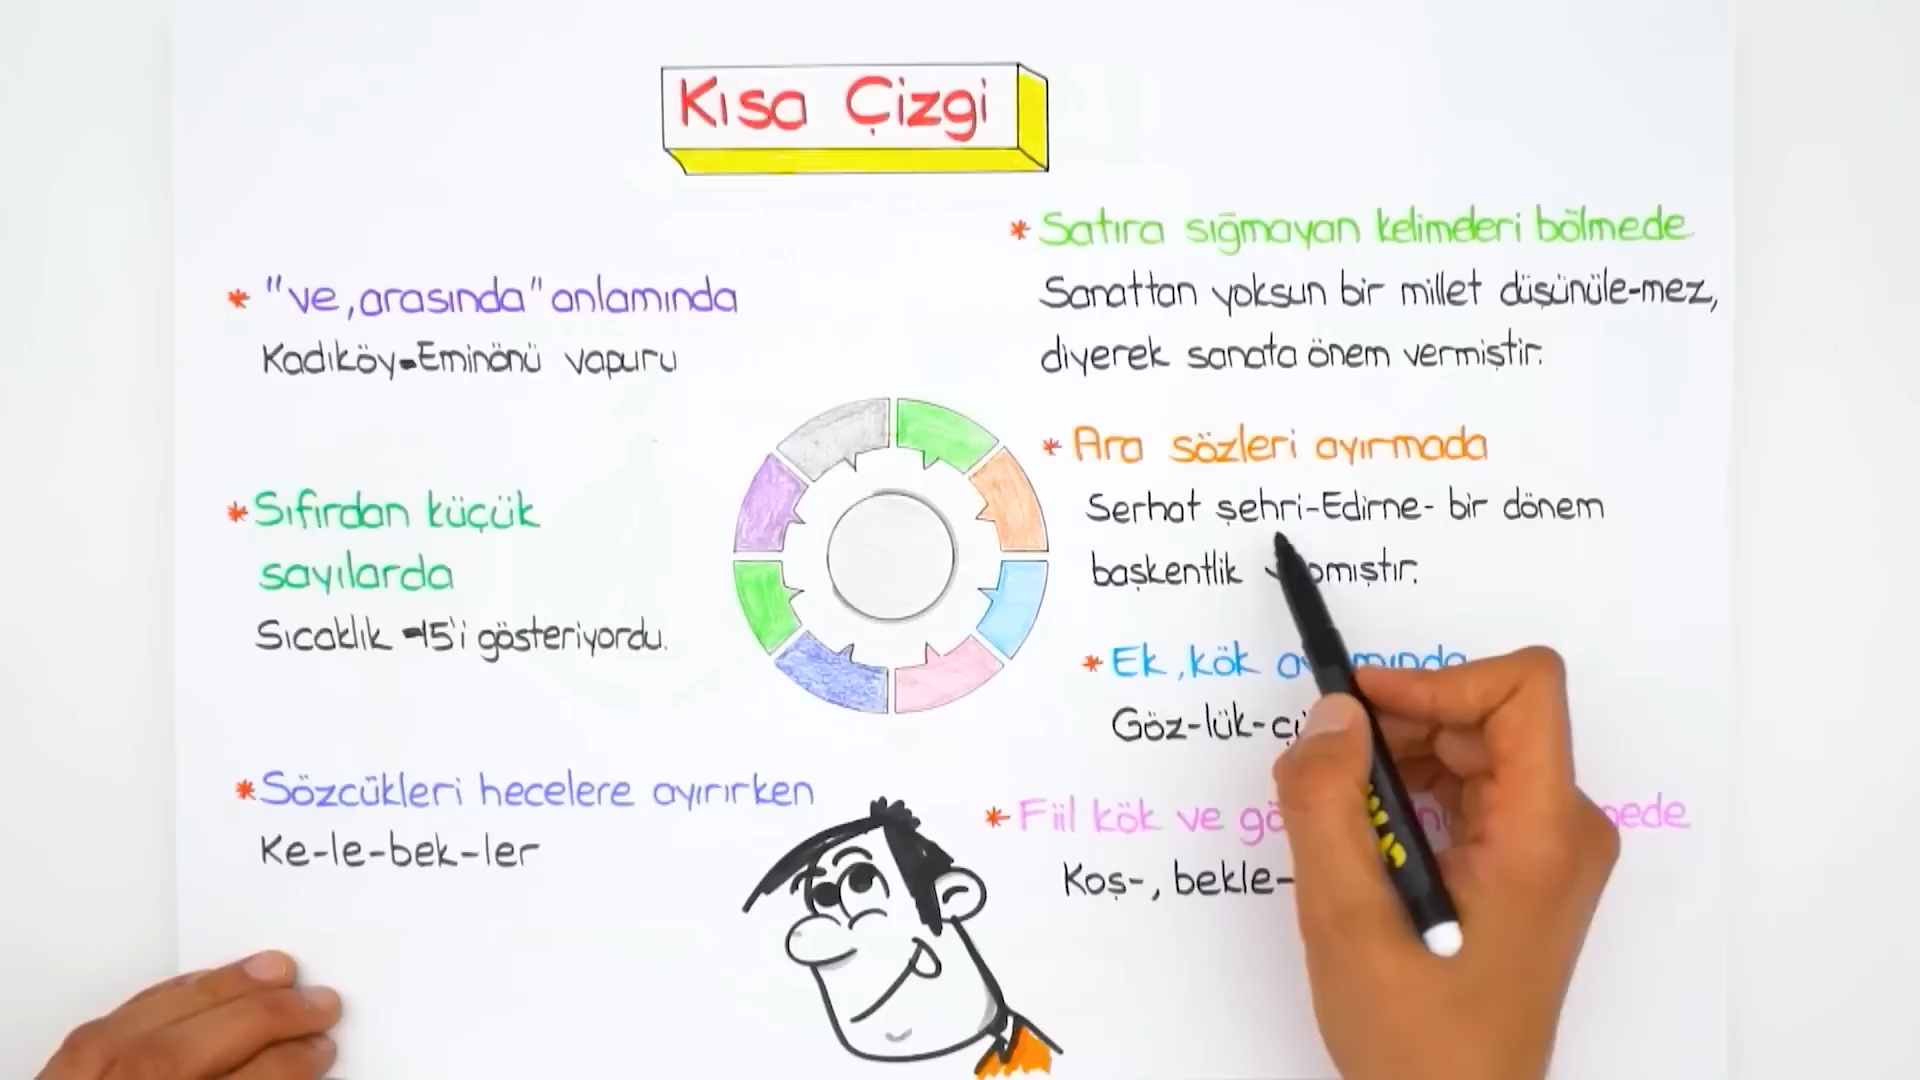 Kısa Çizgi
* "ve, arasında" anlamında
Kadıköy-Eminönü vapuru
* Sıfırdan küçük
sayılarda
Sıcaklık -15'i gösteriyordu.
* Sözcükleri hecelere ayırırken
Ke-le-bek-ler
* Satıra sığmayan kelimeleri bölmede
Sanattan yoksun bir millet düşünüle-mez,
diyerek sanata önem vermiştir.
* Ara sözleri ayırmada
Serhat şehri-Edirne- bir dönem
başkentlik
* Ek, kök
Göz-lük-çü
* Fiil kök ve
Koş-, bekle-